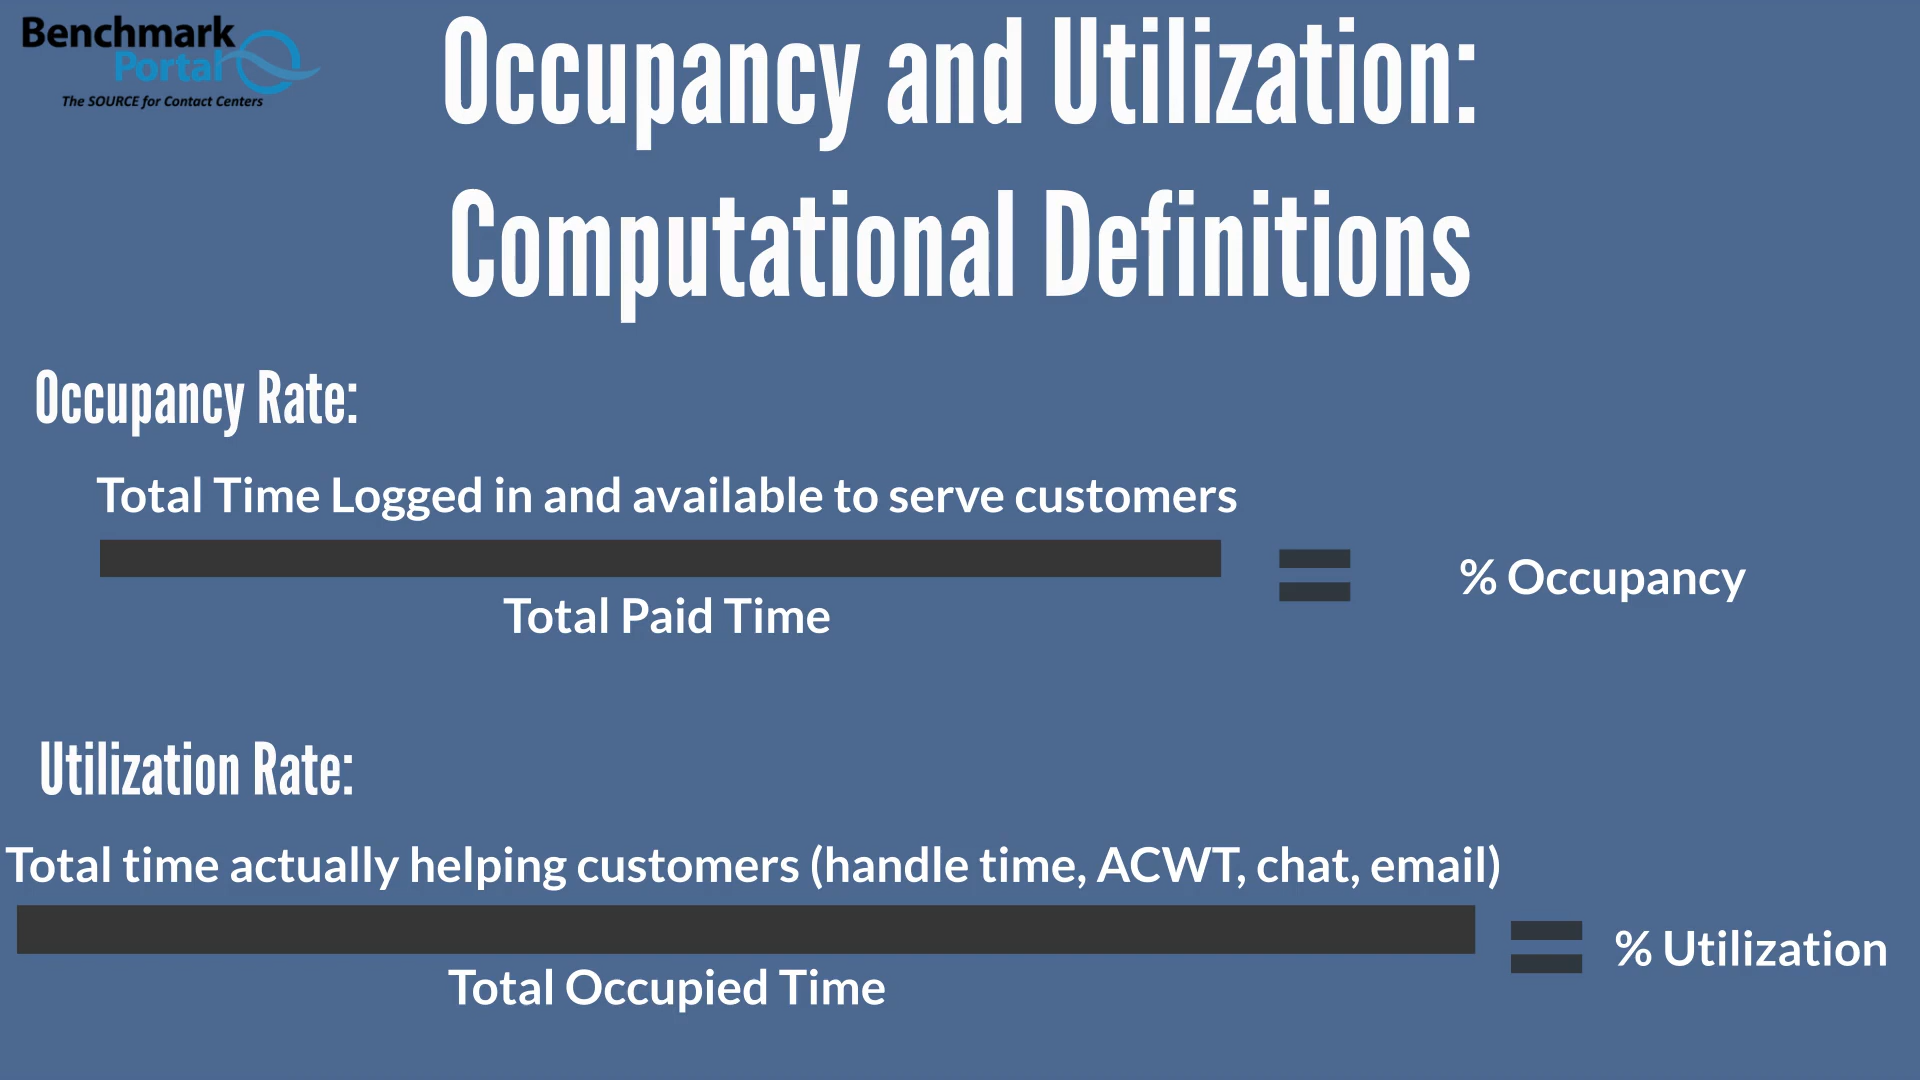 Benchmark
Portal
The SOURCE for Contact Centers
Occupancy and Utilization:
Computational Definitions
Occupancy Rate:
Total Time Logged in and available to serve customers
=
% Occupancy
Total Paid Time
Utilization Rate:
Total time actually helping customers (handle time, ACWT, chat, email)
=
% Utilization
Total Occupied Time